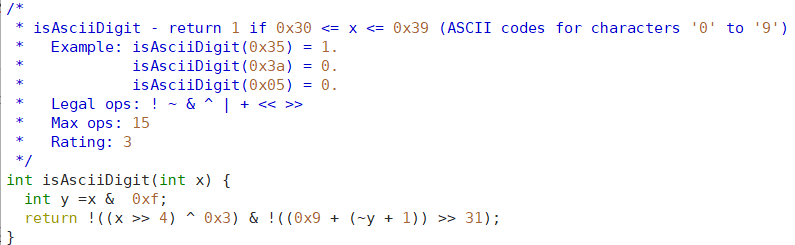 /*
 * isAsciiDigit - return 1 if 0x30 <= x <= 0x39 (ASCII codes for characters '0' to '9')
 *   Example: isAsciiDigit(0x35) = 1.
 *            isAsciiDigit(0x3a) = 0.
 *            isAsciiDigit(0x05) = 0.
 *   Legal ops: ! ~ & ^ | + << >>
 *   Max ops: 15
 *   Rating: 3
 */
int isAsciiDigit(int x) {
  int y =x &  0xf;
  return !((x >> 4) ^ 0x3) & !((0x9 + (~y + 1)) >> 31);
}